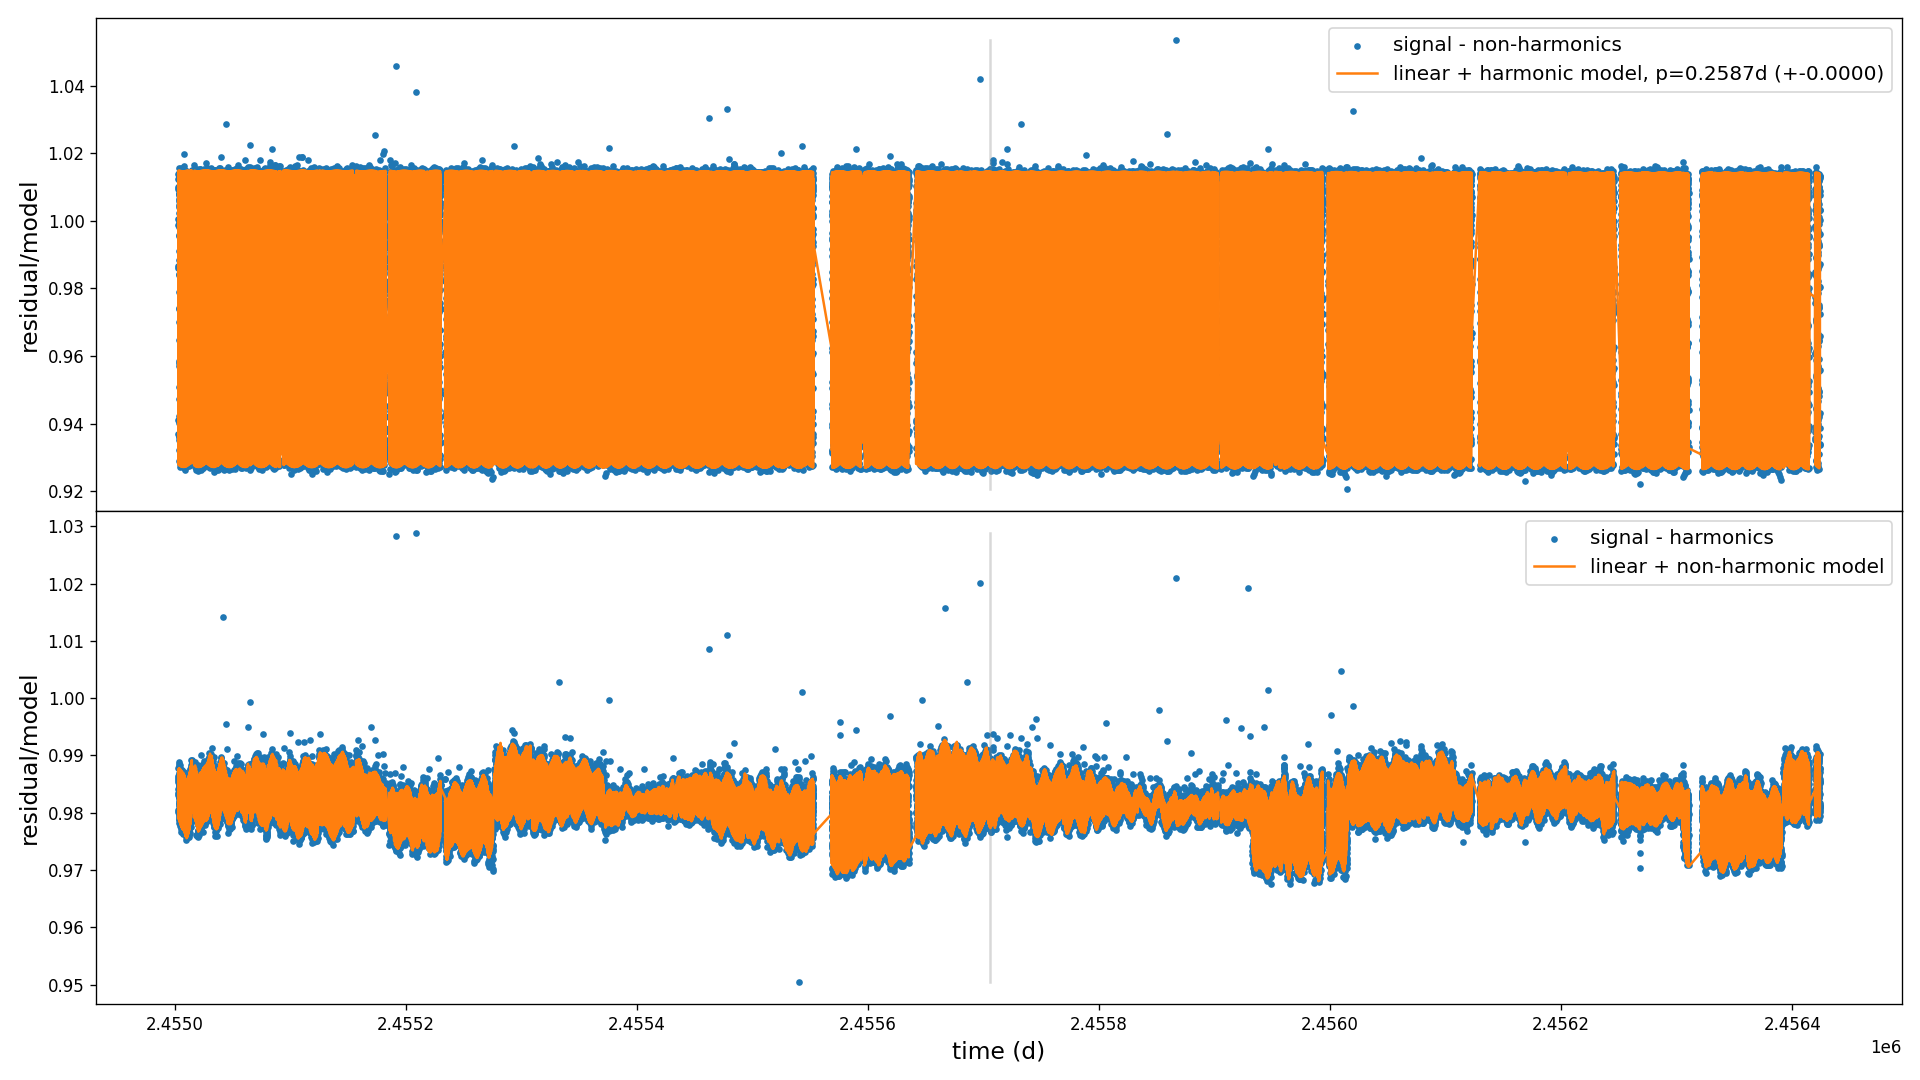 signal - non-harmonics
linear + harmonic model, p=0.2587d (+-0.0000)
residual/model
1.04
1.02
1.00
0.98
0.96
0.94
0.92
signal - harmonics
linear + non-harmonic model
residual/model
1.03
1.02
1.01
1.00
0.99
0.98
0.97
0.96
0.95
2.4550 2.4552 2.4554 2.4556 2.4558 2.4560 2.4562 2.4564
1e6
time (d)